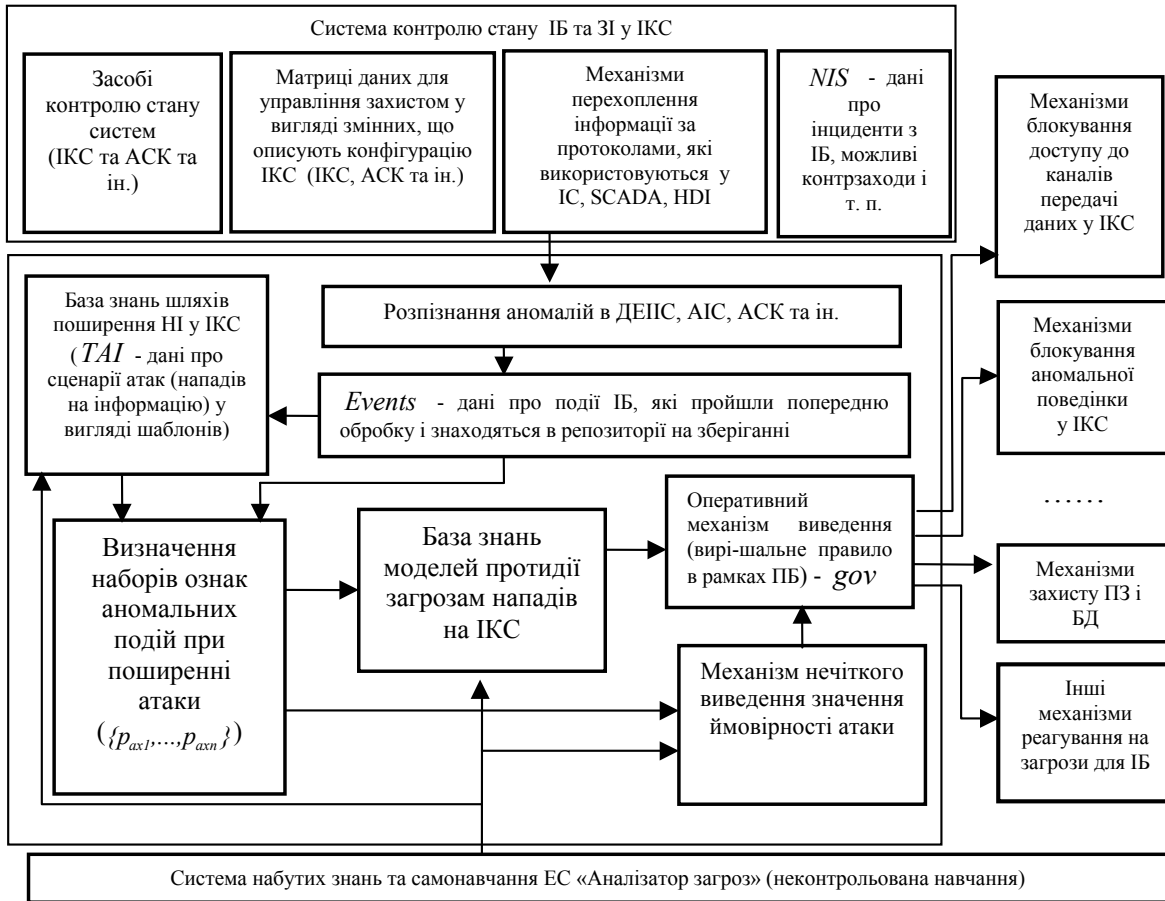 Система контролю стану ІБ та ЗІ у ІКС
Засобі
контролю стану
систем
(ІКС та АСК та
ін.)
Матриці даних для
управління захистом у
вигляді змінних, що
описують конфігурацію
ІКС (ІКС, АСК та ін.)
Механізми
перехоплення
інформації за
протоколами, які
використовуються у
ІС, SCADA, HDI
NIS - дані
про
інциденти з
ІБ, можливі
контрзаходи і
т. п.
Механізми
блокування
доступу до
каналів
передачі
даних у ІКС
База знань шляхів
поширення НІ у ІКС
( TAI - дані про
сценарії атак (нападів
на інформацію) у
вигляді шаблонів)
Розпізнання аномалій в ДЕІІС, АІС, АСК та ін.
Events - дані про події ІБ, які пройшли попередню
обробку і знаходяться в репозиторії на зберіганні
Механізми
блокування
аномальної
поведінки
у ІКС
......
Визначення
наборів ознак
аномальних
подій при
поширенні
атаки
({p_ax1,...,p_axn})
База знань
моделей протидії
загрозам нападів
на ІКС
Оперативний
механізм виведення
(вирі-шальне правило
в рамках ПБ) - gov
Механізми
захисту ПЗ і
БД
Механізм нечіткого
виведення значення
ймовірності атаки
Інші
механізми
реагування на
загрози для ІБ
Система набутих знань та самонавчання ЕС «Аналізатор загроз» (неконтрольована навчання)